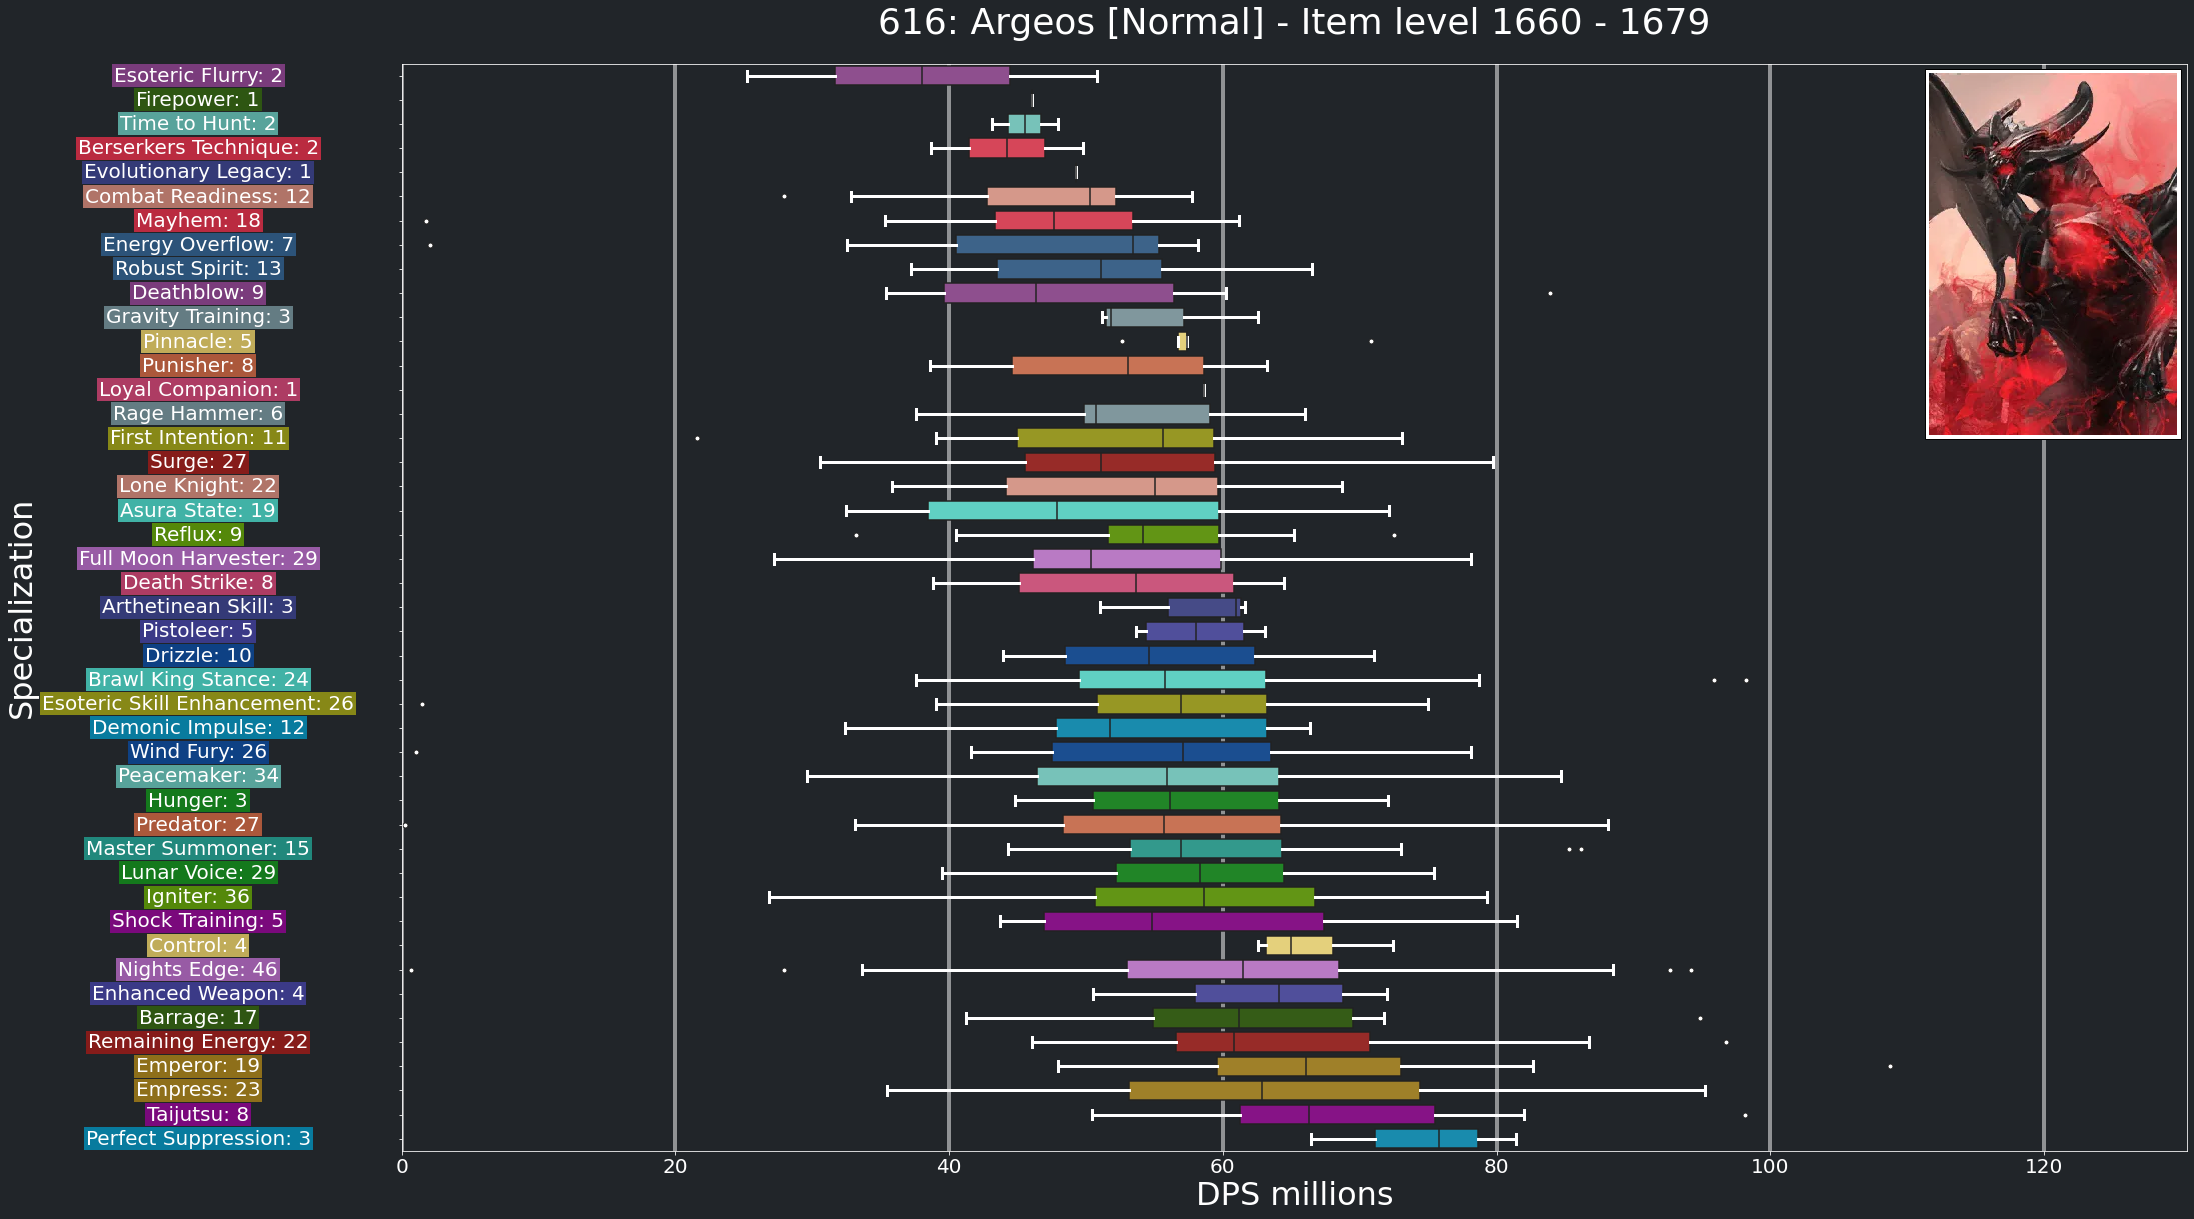 616: Argeos [Normal] - Item level 1660 - 1679
Specialization
Esoteric Flurry: 2
Firepower: 1
Time to Hunt: 2
Berserkers Technique: 2
Evolutionary Legacy: 1
Combat Readiness: 12
Mayhem: 18
Energy Overflow: 7
Robust Spirit: 13
Deathblow: 9
Gravity Training: 3
Pinnacle: 5
Punisher: 8
Loyal Companion: 1
Rage Hammer: 6
First Intention: 11
Surge: 27
Lone Knight: 22
Asura State: 19
Reflux: 9
Full Moon Harvester: 29
Death Strike: 8
Arthetinean Skill: 3
Pistoleer: 5
Drizzle: 10
Brawl King Stance: 24
Esoteric Skill Enhancement: 26
Demonic Impulse: 12
Wind Fury: 26
Peacemaker: 34
Hunger: 3
Predator: 27
Master Summoner: 15
Lunar Voice: 29
Igniter: 36
Shock Training: 5
Control: 4
Nights Edge: 46
Enhanced Weapon: 4
Barrage: 17
Remaining Energy: 22
Emperor: 19
Empress: 23
Taijutsu: 8
Perfect Suppression: 3
0 20 40 60 80 100 120
DPS millions